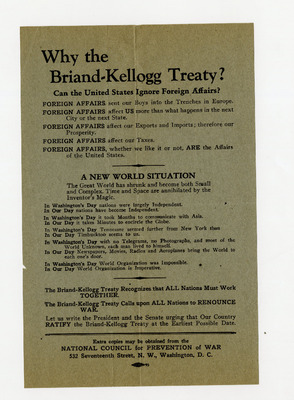 Why the
Briand-Kellogg Treaty?
Can the United States Ignore Foreign Affairs?
FOREIGN AFFAIRS sent our Boys into the Trenches in Europe.
FOREIGN AFFAIRS affect US more than what happens in the next
City or the next State.
FOREIGN AFFAIRS affect our Exports and Imports; therefore our
Prosperity.
FOREIGN AFFAIRS affect our Taxes.
FOREIGN AFFAIRS, whether we like it or not, ARE the Affairs
of the United States.
A NEW WORLD SITUATION
The Great World has shrunk and become both Small
and Complex. Time and Space are annihilated by the
Inventor's Magic.
In Washington's Day nations were largely Independent.
In Our Day nations have become Independent.
In Washington's Day it took Months to communicate with Asia.
In Our Day it takes Minutes to encircle the Globe.
In Washington's Day Tennessee seemed further from New York than
In Our Day Timbuctoo seems to us.
In Washington's Day with no Telegrams, no Phonographs, and most of the
World Unknown, each man lived to himself.
In Our Day Newspapers, Movies, Radios and Aeroplanes bring the World to
each one's door.
In Washington's Day World Organization was Impossible.
In Our Day World Organization is Imperative.
The Briand-Kellogg Treaty Recognizes that ALL Nations Must Work
TOGETHER.
The Briand-Kellogg Treaty Calls upon ALL Nations to RENOUNCE
WAR.
Let us write the President and the Senate urging that Our Country
RATIFY the Briand-Kellogg Treaty at the Earliest Possible Date.
Extra copies may be obtained from the
NATIONAL COUNCIL for PREVENTION of WAR
532 Seventeenth Street, N. W., Washington, D. C.